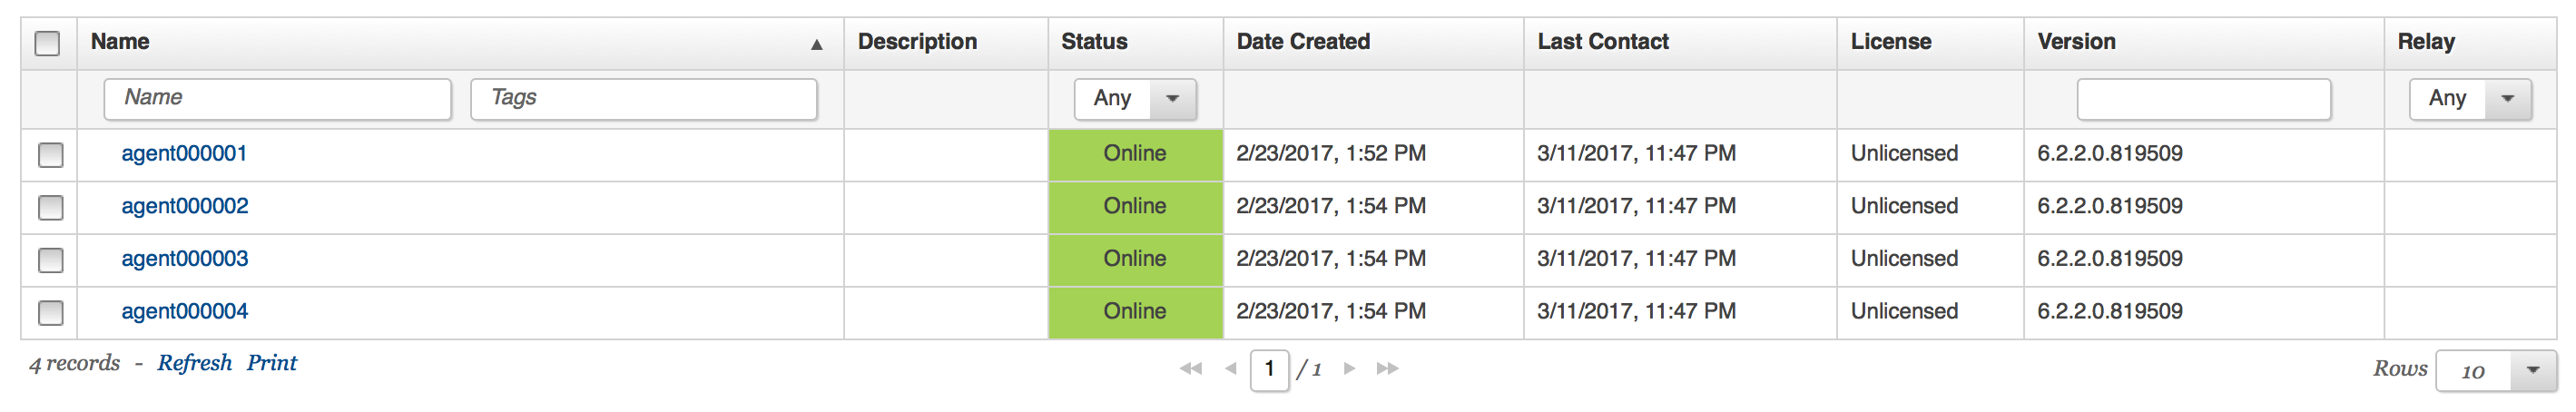 Name ▲ Description Status Date Created Last Contact License Version Relay
Name Tags Any Any
agent000001 Online 2/23/2017, 1:52 PM 3/11/2017, 11:47 PM Unlicensed 6.2.2.0.819509
agent000002 Online 2/23/2017, 1:54 PM 3/11/2017, 11:47 PM Unlicensed 6.2.2.0.819509
agent000003 Online 2/23/2017, 1:54 PM 3/11/2017, 11:47 PM Unlicensed 6.2.2.0.819509
agent000004 Online 2/23/2017, 1:54 PM 3/11/2017, 11:47 PM Unlicensed 6.2.2.0.819509
4 records - Refresh Print 1 / 1 Rows 10